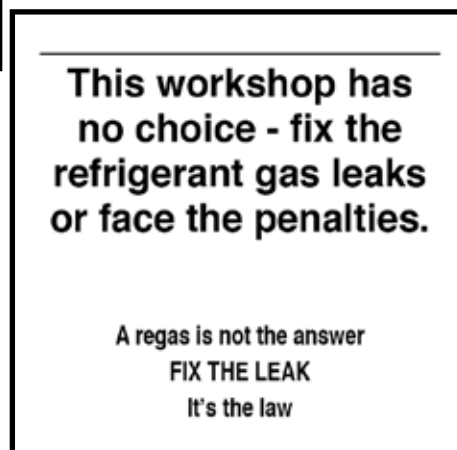 This workshop has
no choice - fix the
refrigerant gas leaks
or face the penalties.
A regas is not the answer
FIX THE LEAK
It's the law